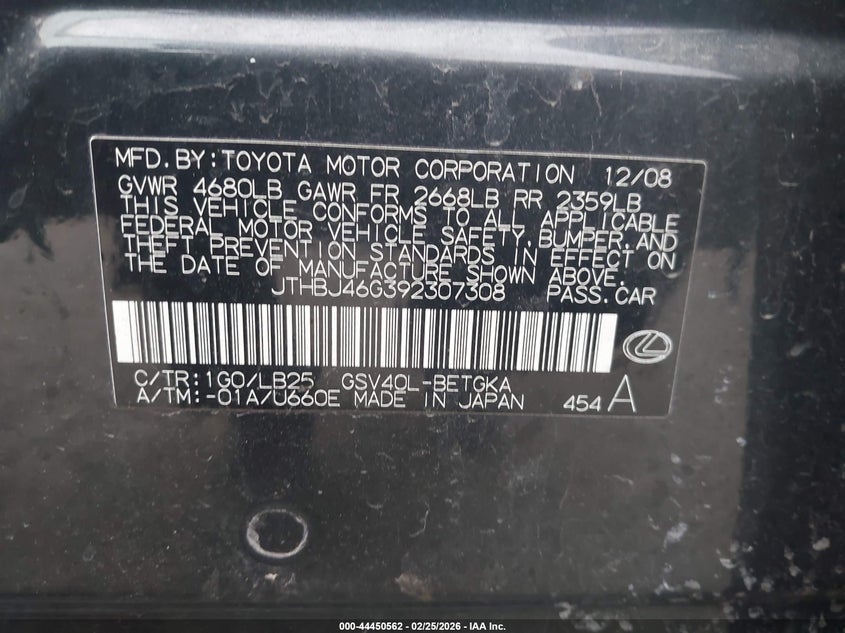 MFD.BY:TOYOTA MOTOR CORPORATION 12/08
GVWR 4680LB GAWR FR 2668LB RR 2359LB
THIS VEHICLE CONFORMS TO ALL APPLICABLE
FEDERAL MOTOR VEHICLE SAFETY,BUMPER,AND
THEFT PREVENTION STANDARDS IN EFFECT ON
THE DATE OF MANUFACTURE SHOWN ABOVE.
JTHBJ46G392307308 PASS.CAR
C/TR:1G0/LB25 GSV40L-BETGKA
A/TM:-01A/U660E MADE IN JAPAN 454 A
000-44450562 - 02/25/2026 - IAA Inc.